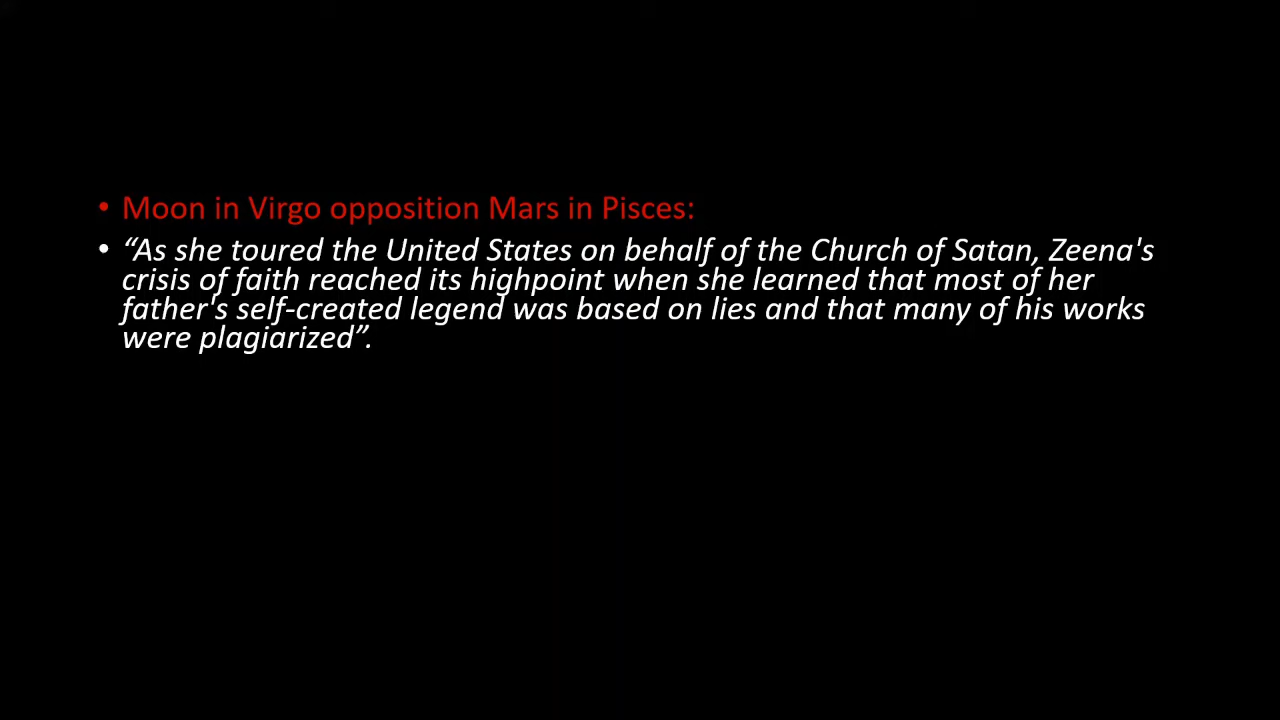 • Moon in Virgo opposition Mars in Pisces:
• “As she toured the United States on behalf of the Church of Satan, Zeena's
crisis of faith reached its highpoint when she learned that most of her
father's self-created legend was based on lies and that many of his works
were plagiarized”.